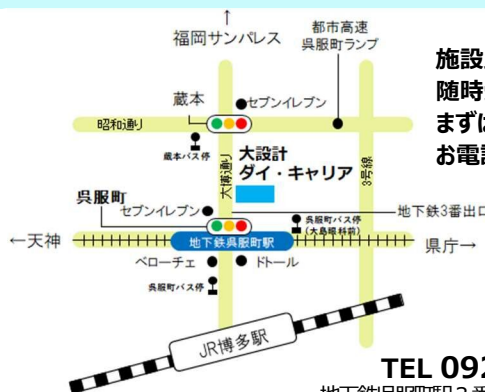 ↑
福岡サンパレス
都市高速
呉服町ランプ
施設
随時
まずは
お電話
蔵本
セブンイレブン
昭和通り
蔵本バス停
大博通り
3号線
大設計
ダイ・キャリア
呉服町
セブンイレブン
地下鉄3番出口
呉服町バス停
(大島眼科前)
←天神
地下鉄呉服町駅
県庁→
ベローチェ
ドトール
呉服町バス停
JR博多駅
TEL 092